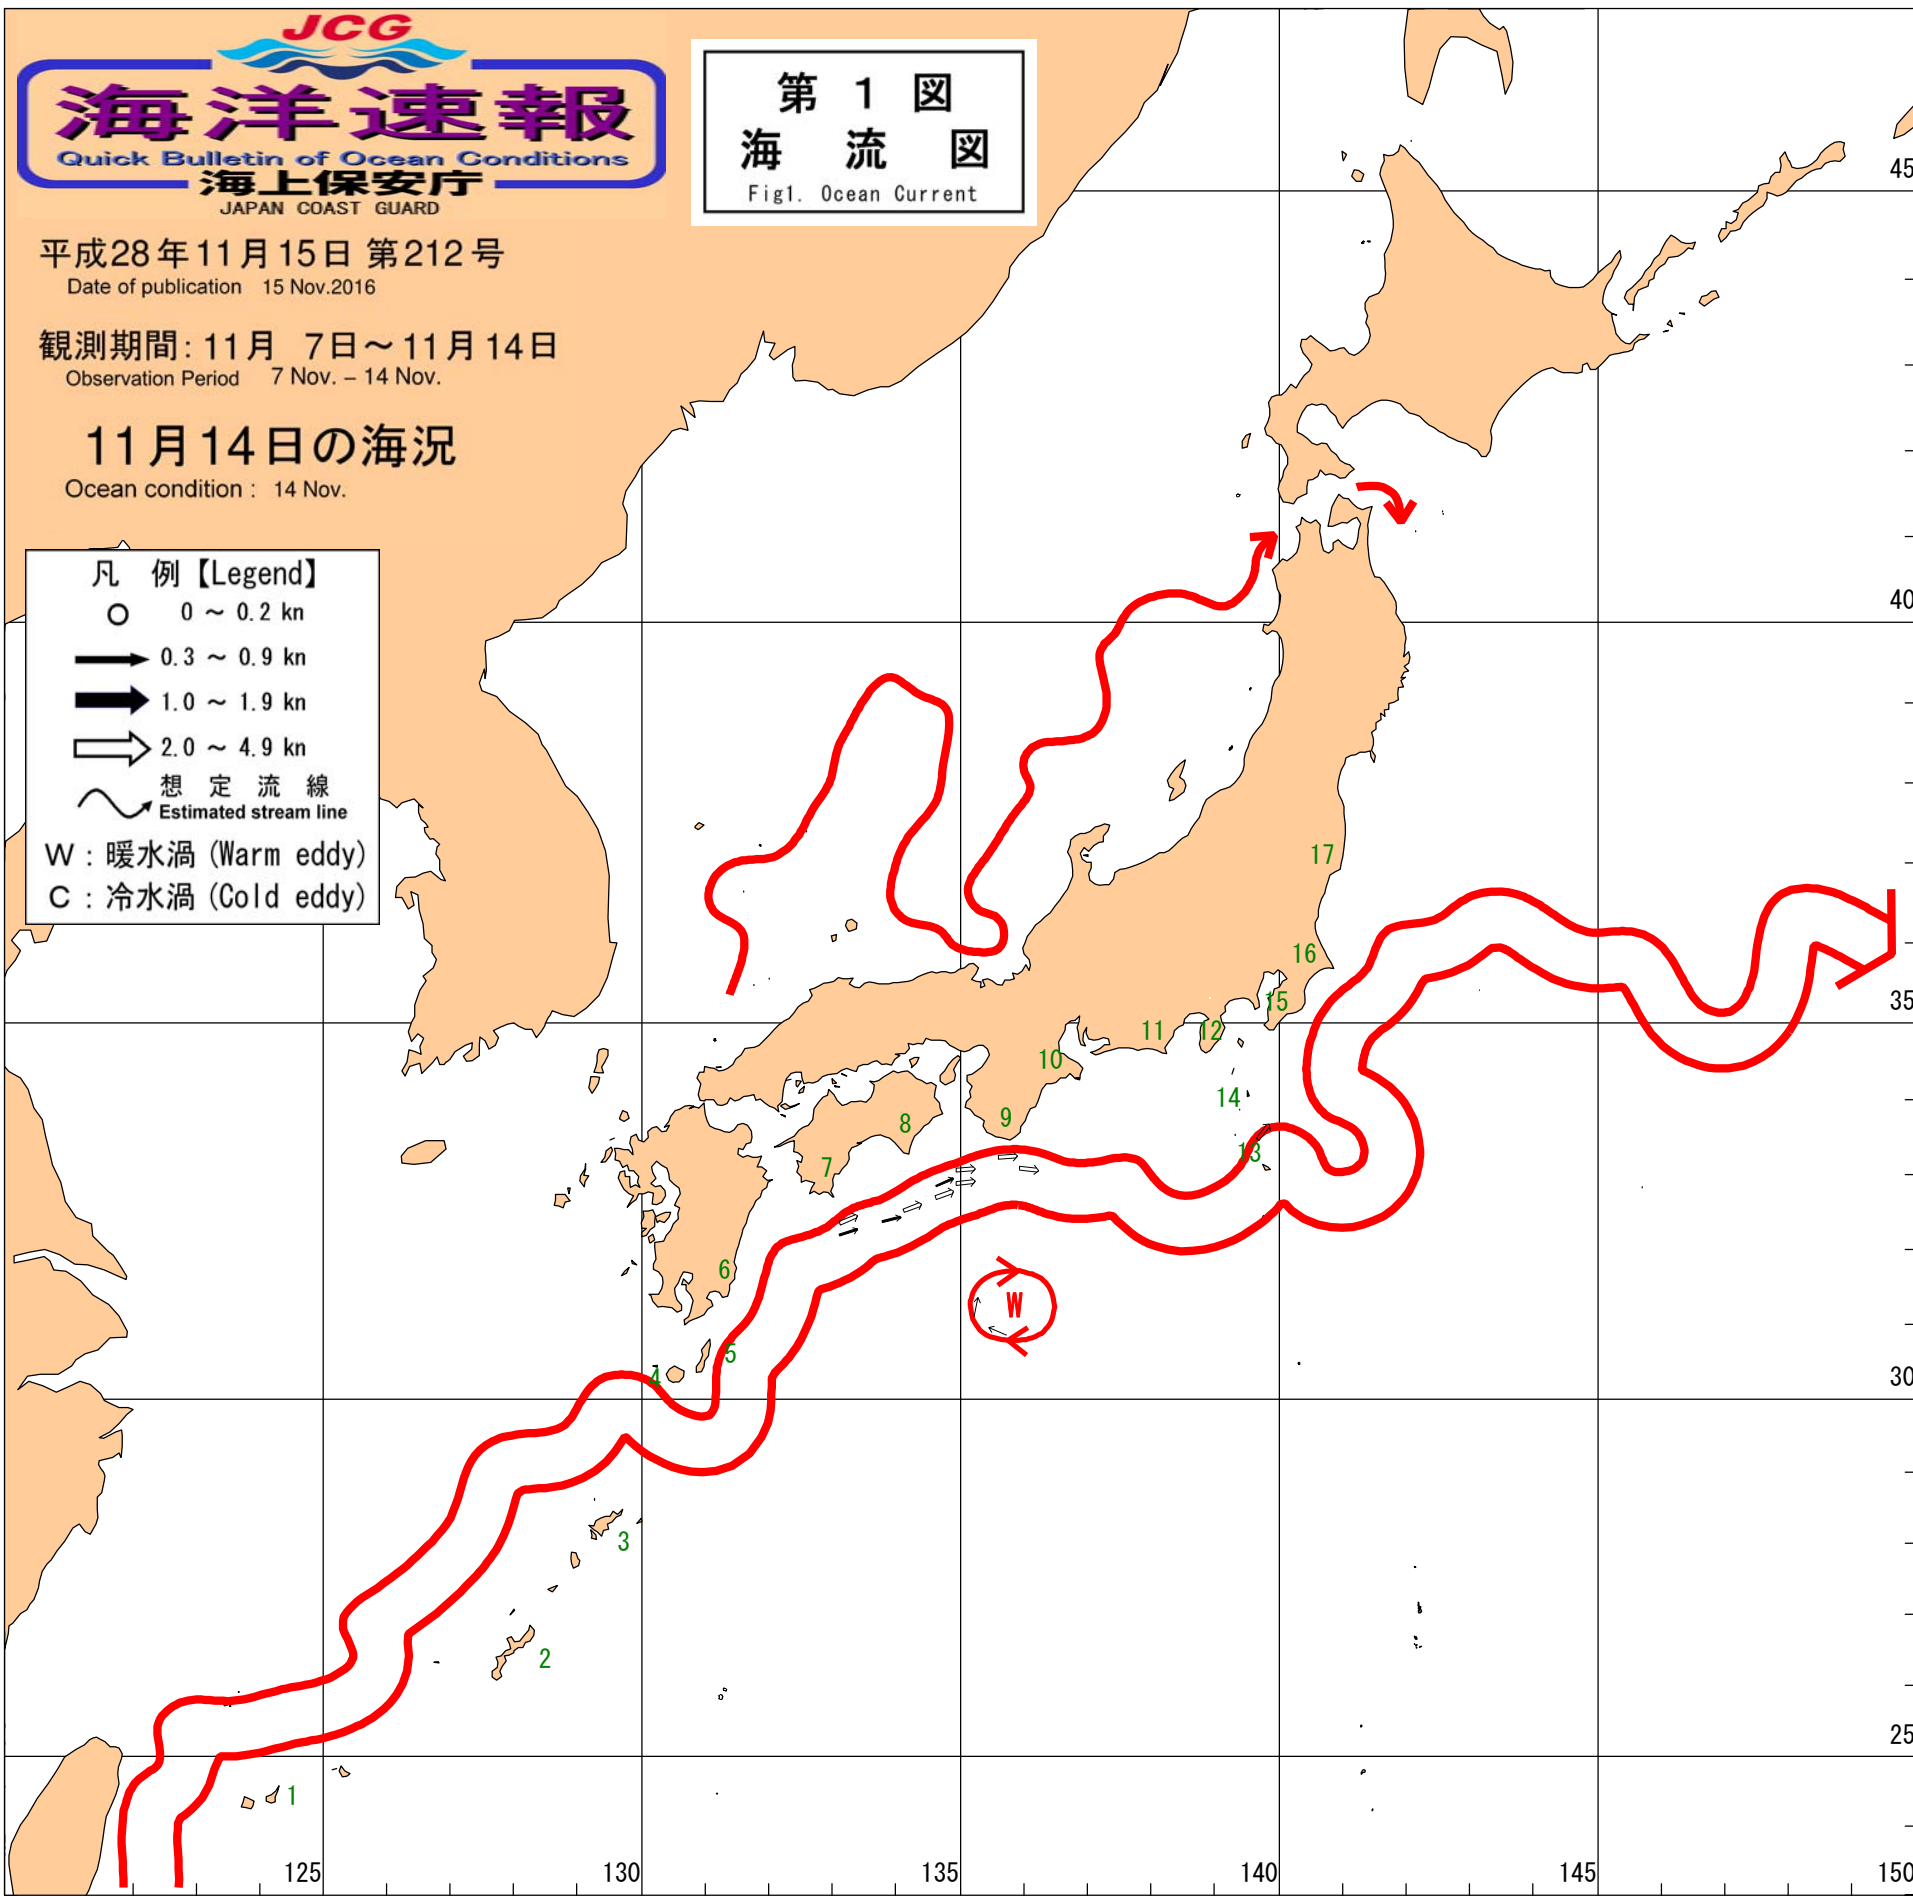 JCG
海洋速報
Quick Bulletin of Ocean Conditions
海上保安庁
JAPAN COAST GUARD
第 1 図
海 流 図
Fig1. Ocean Current
平成28年11月15日 第212号
Date of publication 15 Nov.2016
観測期間: 11月 7日~11月14日
Observation Period 7 Nov. – 14 Nov.
11月14日の海況
Ocean condition : 14 Nov.
凡 例【Legend】
0 ~ 0.2 kn
0.3 ~ 0.9 kn
1.0 ~ 1.9 kn
2.0 ~ 4.9 kn
想 定 流 線
Estimated stream line
W : 暖水渦 (Warm eddy)
C : 冷水渦 (Cold eddy)
45
40
35
30
25
17
16
15
11
12
10
14
9
8
13
7
6
W
5
4
3
2
1
125
130
135
140
145
150